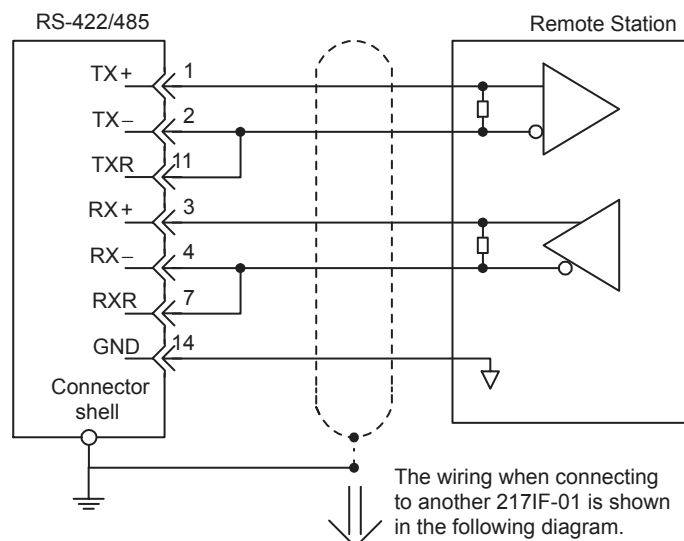 RS-422/485
Remote Station
TX+ 1
TX− 2
TXR 11
RX+ 3
RX− 4
RXR 7
GND 14
Connector
shell
The wiring when connecting
to another 217IF-01 is shown
in the following diagram.